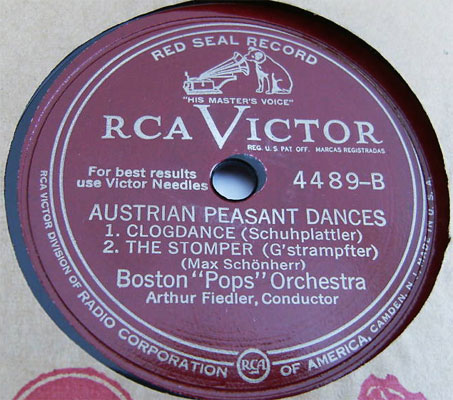 RED SEAL RECORD
"HIS MASTER'S VOICE"
RCA VICTOR
REG. U.S. PAT. OFF. MARCAS REGISTRADAS
For best results
use Victor Needles
4489-B
AUSTRIAN PEASANT DANCES
1. CLOGDANCE (Schuhplattler)
2. THE STOMPER (G'strampfter)
(Max Schönherr)
Boston "Pops" Orchestra
Arthur Fiedler, Conductor
RCA VICTOR DIVISION OF RADIO CORPORATION OF AMERICA, CAMDEN, N.J. MADE IN U.S.A.
RCA